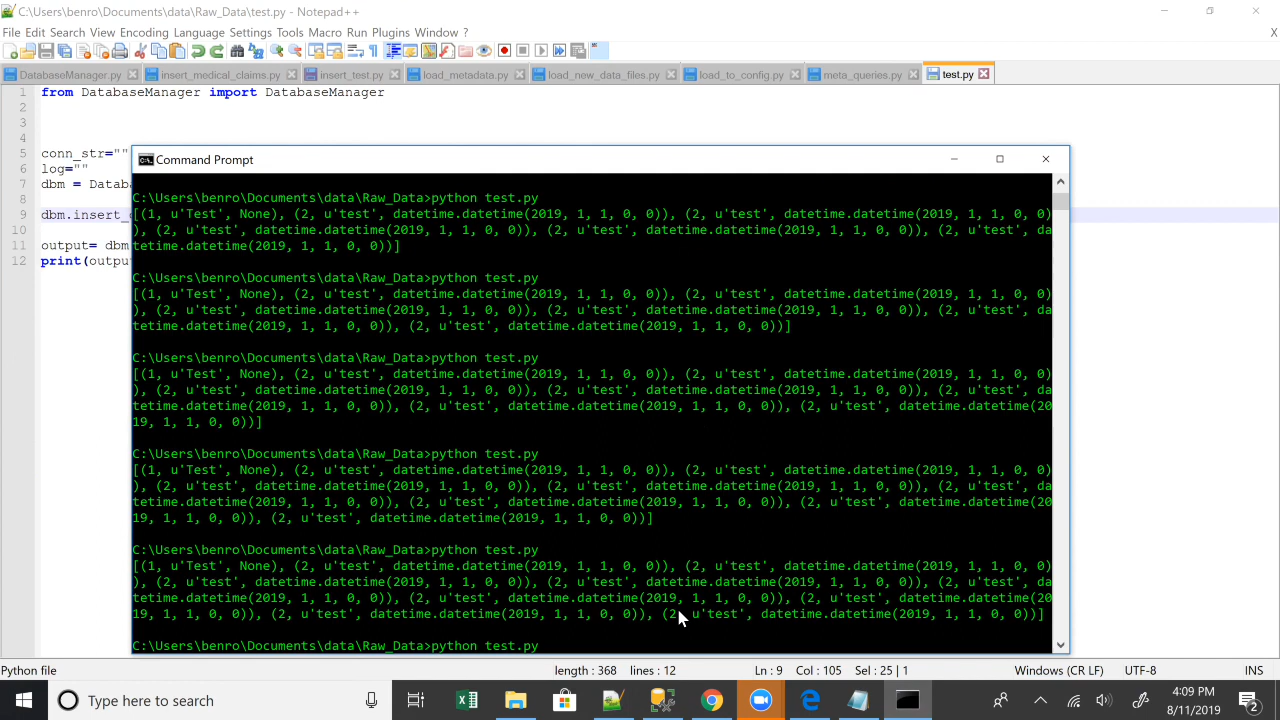 C:\Users\benro\Documents\data\Raw_Data\test.py - Notepad++
File Edit Search View Encoding Language Settings Tools Macro Run Plugins Window ?
X
DatabaseManager.py insert_medical_claims.py insert_test.py load_metadata.py load_new_data_files.py load_to_config.py meta_queries.py test.py
1 from DatabaseManager import DatabaseManager
2
3
4
5 conn_str=""
6 log=""
7 dbm = Datab
8
9 dbm.insert_
10
11 output= dbm
12 print(outpu
Command Prompt
C:\Users\benro\Documents\data\Raw_Data>python test.py
[(1, u'Test', None), (2, u'test', datetime.datetime(2019, 1, 1, 0, 0)), (2, u'test', datetime.datetime(2019, 1, 1, 0, 0)
), (2, u'test', datetime.datetime(2019, 1, 1, 0, 0)), (2, u'test', datetime.datetime(2019, 1, 1, 0, 0)), (2, u'test', da
tetime.datetime(2019, 1, 1, 0, 0))]
C:\Users\benro\Documents\data\Raw_Data>python test.py
[(1, u'Test', None), (2, u'test', datetime.datetime(2019, 1, 1, 0, 0)), (2, u'test', datetime.datetime(2019, 1, 1, 0, 0)
), (2, u'test', datetime.datetime(2019, 1, 1, 0, 0)), (2, u'test', datetime.datetime(2019, 1, 1, 0, 0)), (2, u'test', da
tetime.datetime(2019, 1, 1, 0, 0)), (2, u'test', datetime.datetime(2019, 1, 1, 0, 0))]
C:\Users\benro\Documents\data\Raw_Data>python test.py
[(1, u'Test', None), (2, u'test', datetime.datetime(2019, 1, 1, 0, 0)), (2, u'test', datetime.datetime(2019, 1, 1, 0, 0)
), (2, u'test', datetime.datetime(2019, 1, 1, 0, 0)), (2, u'test', datetime.datetime(2019, 1, 1, 0, 0)), (2, u'test', da
tetime.datetime(2019, 1, 1, 0, 0)), (2, u'test', datetime.datetime(2019, 1, 1, 0, 0)), (2, u'test', datetime.datetime(20
19, 1, 1, 0, 0))]
C:\Users\benro\Documents\data\Raw_Data>python test.py
[(1, u'Test', None), (2, u'test', datetime.datetime(2019, 1, 1, 0, 0)), (2, u'test', datetime.datetime(2019, 1, 1, 0, 0)
), (2, u'test', datetime.datetime(2019, 1, 1, 0, 0)), (2, u'test', datetime.datetime(2019, 1, 1, 0, 0)), (2, u'test', da
tetime.datetime(2019, 1, 1, 0, 0)), (2, u'test', datetime.datetime(2019, 1, 1, 0, 0)), (2, u'test', datetime.datetime(20
19, 1, 1, 0, 0)), (2, u'test', datetime.datetime(2019, 1, 1, 0, 0))]
C:\Users\benro\Documents\data\Raw_Data>python test.py
[(1, u'Test', None), (2, u'test', datetime.datetime(2019, 1, 1, 0, 0)), (2, u'test', datetime.datetime(2019, 1, 1, 0, 0)
), (2, u'test', datetime.datetime(2019, 1, 1, 0, 0)), (2, u'test', datetime.datetime(2019, 1, 1, 0, 0)), (2, u'test', da
tetime.datetime(2019, 1, 1, 0, 0)), (2, u'test', datetime.datetime(2019, 1, 1, 0, 0)), (2, u'test', datetime.datetime(20
19, 1, 1, 0, 0)), (2, u'test', datetime.datetime(2019, 1, 1, 0, 0)), (2, u'test', datetime.datetime(2019, 1, 1, 0, 0))]
C:\Users\benro\Documents\data\Raw_Data>python test.py
Python file length : 368 lines : 12 Ln : 9 Col : 105 Sel : 25 | 1 Windows (CR LF) UTF-8 INS
Type here to search
4:09 PM
8/11/2019
2